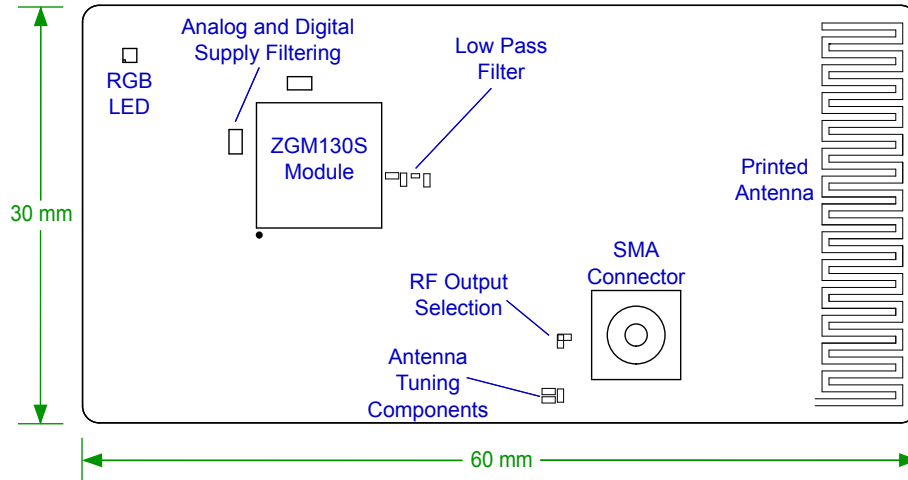 Analog and Digital
Supply Filtering
Low Pass
Filter
RGB
LED
ZGM130S
Module
Printed
Antenna
30 mm
SMA
Connector
RF Output
Selection
Antenna
Tuning
Components
60 mm